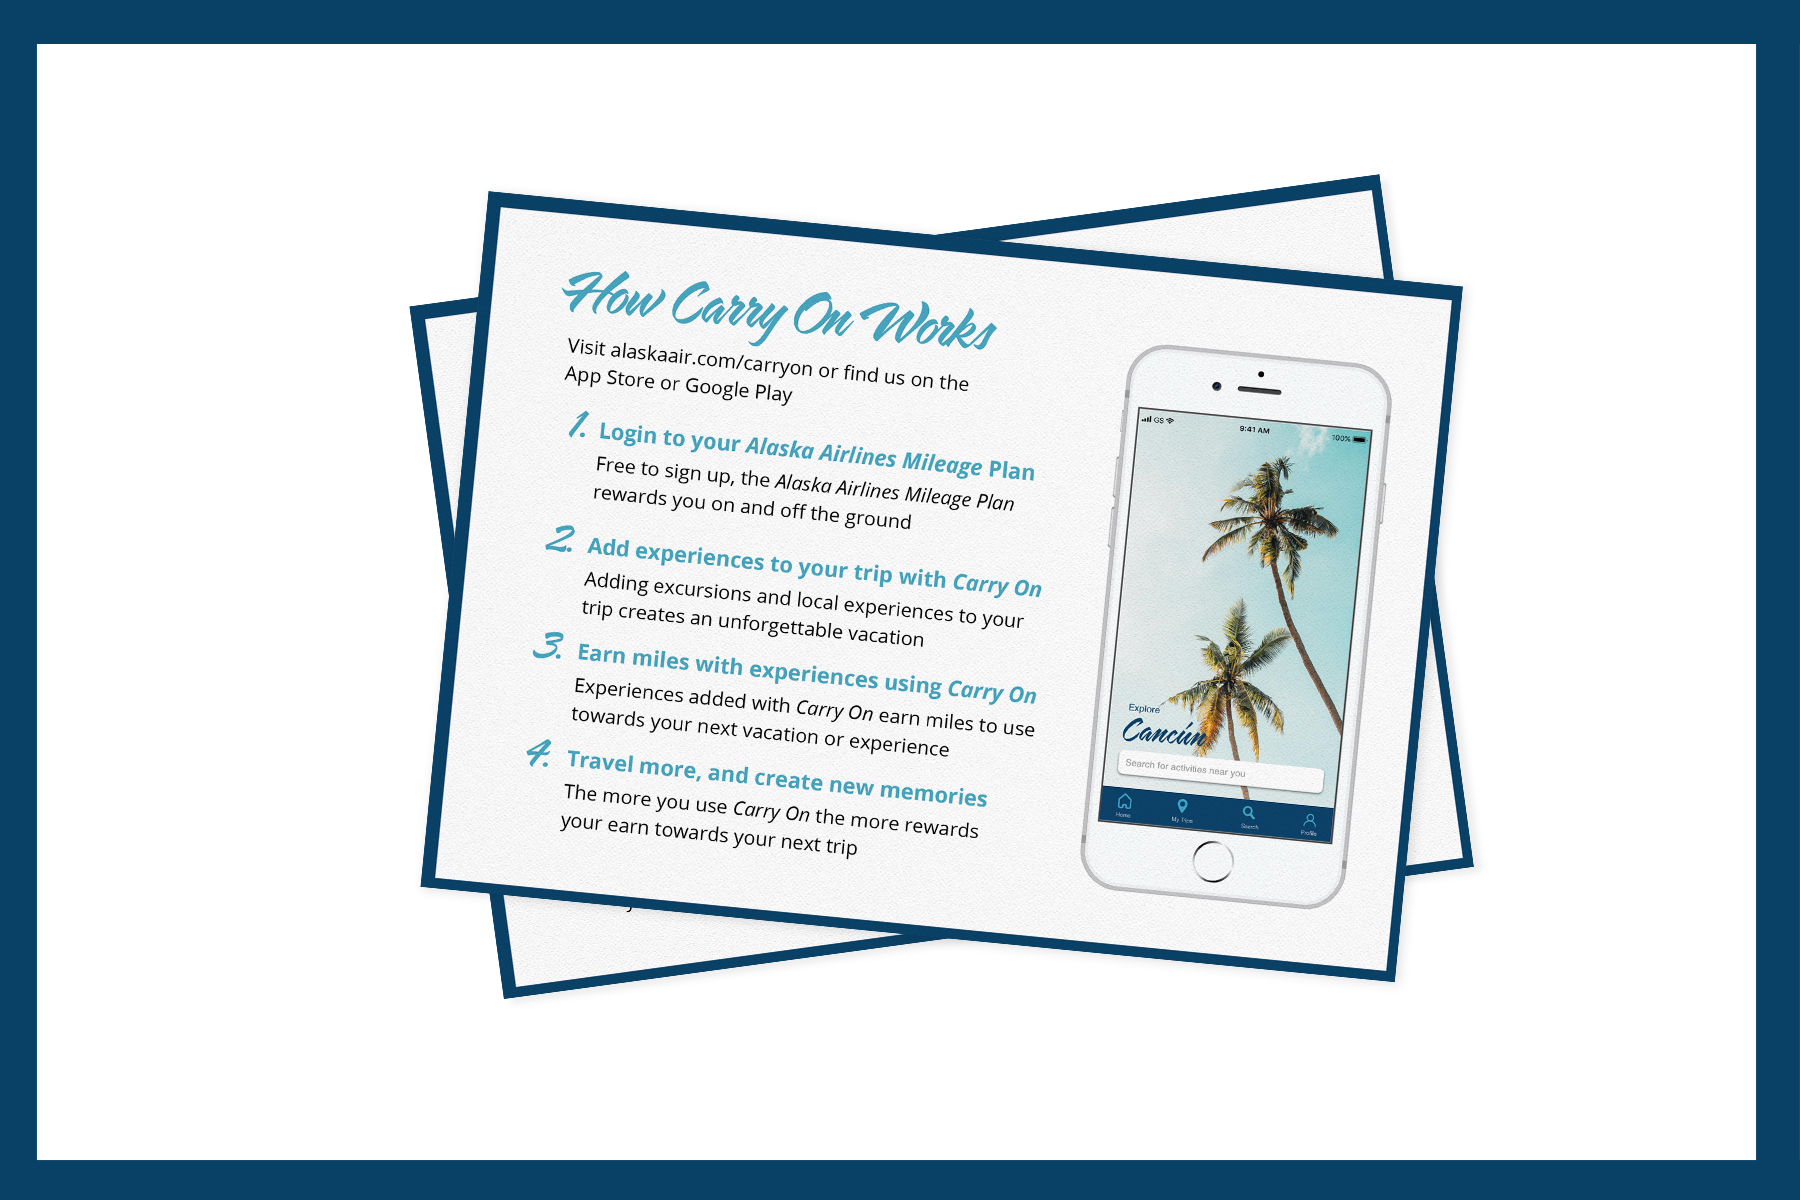 How Carry On Works
Visit alaskaair.com/carryon or find us on the
App Store or Google Play
1. Login to your Alaska Airlines Mileage Plan
Free to sign up, the Alaska Airlines Mileage Plan
rewards you on and off the ground
2. Add experiences to your trip with Carry On
Adding excursions and local experiences to your
trip creates an unforgettable vacation
3. Earn miles with experiences using Carry On
Experiences added with Carry On earn miles to use
towards your next vacation or experience
4. Travel more, and create new memories
The more you use Carry On the more rewards
your earn towards your next trip
GS 9:41 AM 100%
Explore
Cancún
Search for activities near you
Home My Trips Search Profile